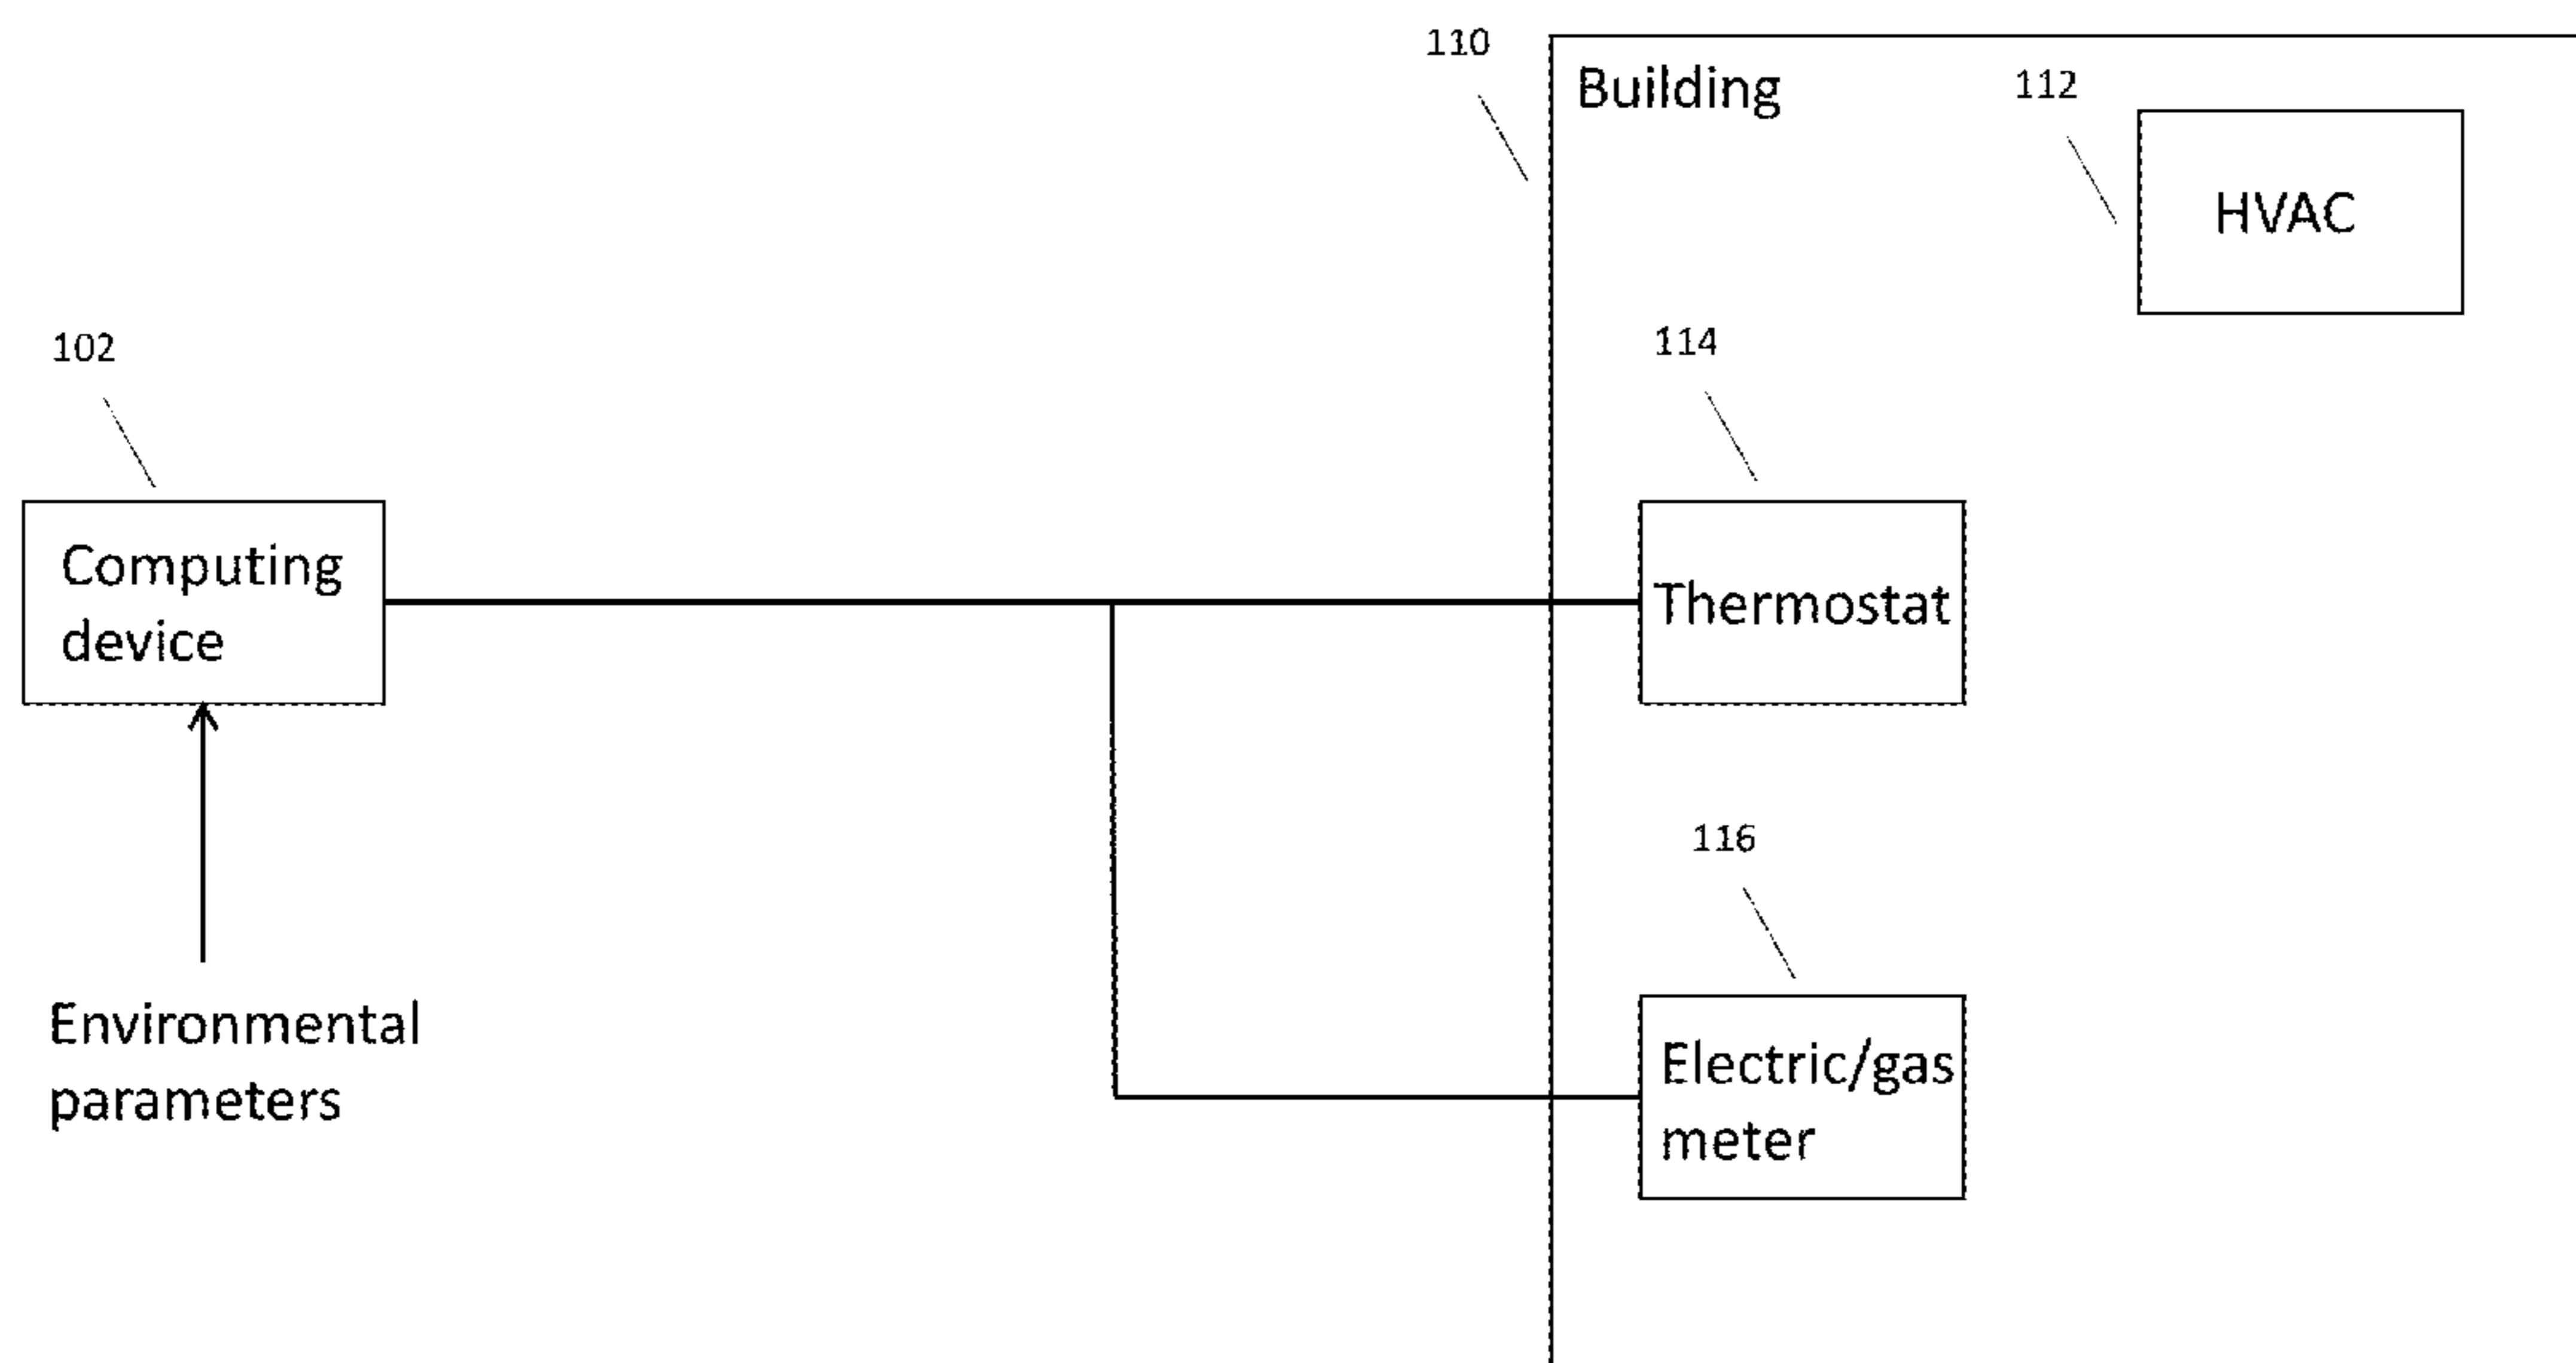 110
Building
112
HVAC
102
114
Computing
device
Thermostat
116
Environmental
parameters
Electric/gas
meter